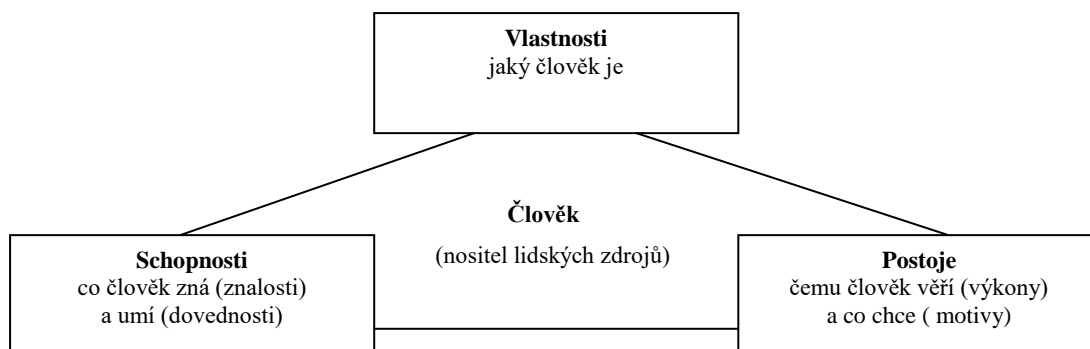 Vlastnosti
jaký člověk je
Člověk
(nositel lidských zdrojů)
Schopnosti
co člověk zná (znalosti)
a umí (dovednosti)
Postoje
čemu člověk věří (výkony)
a co chce ( motivy)